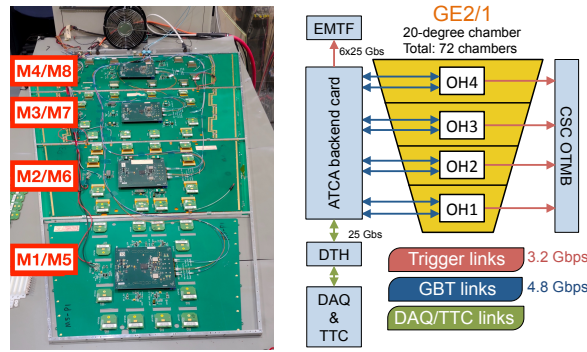 M4/M8
M3/M7
M2/M6
M1/M5
GE2/1
20-degree chamber
Total: 72 chambers
EMTF
6x25 Gbs
ATCA backend card
OH4
OH3
OH2
OH1
CSC OTMB
25 Gbs
DTH
DAQ
&
TTC
Trigger links
3.2 Gbps
GBT links
4.8 Gbps
DAQ/TTC links